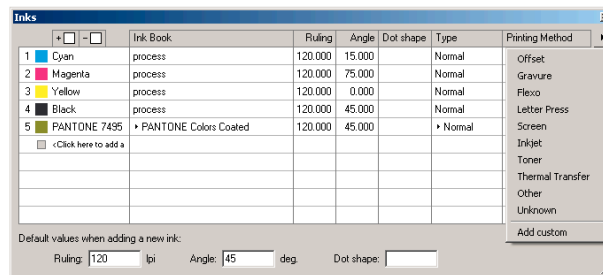 Inks
+ - Ink Book Ruling Angle Dot shape Type Printing Method
1 Cyan process 120.000 15.000 Normal
2 Magenta process 120.000 75.000 Normal
3 Yellow process 120.000 0.000 Normal
4 Black process 120.000 45.000 Normal
5 PANTONE 7495 PANTONE Colors Coated 120.000 45.000 Normal
<Click here to add a
Offset
Gravure
Flexo
Letter Press
Screen
Inkjet
Toner
Thermal Transfer
Other
Unknown
Add custom
Default values when adding a new ink:
Ruling: 120 lpi Angle: 45 deg. Dot shape: